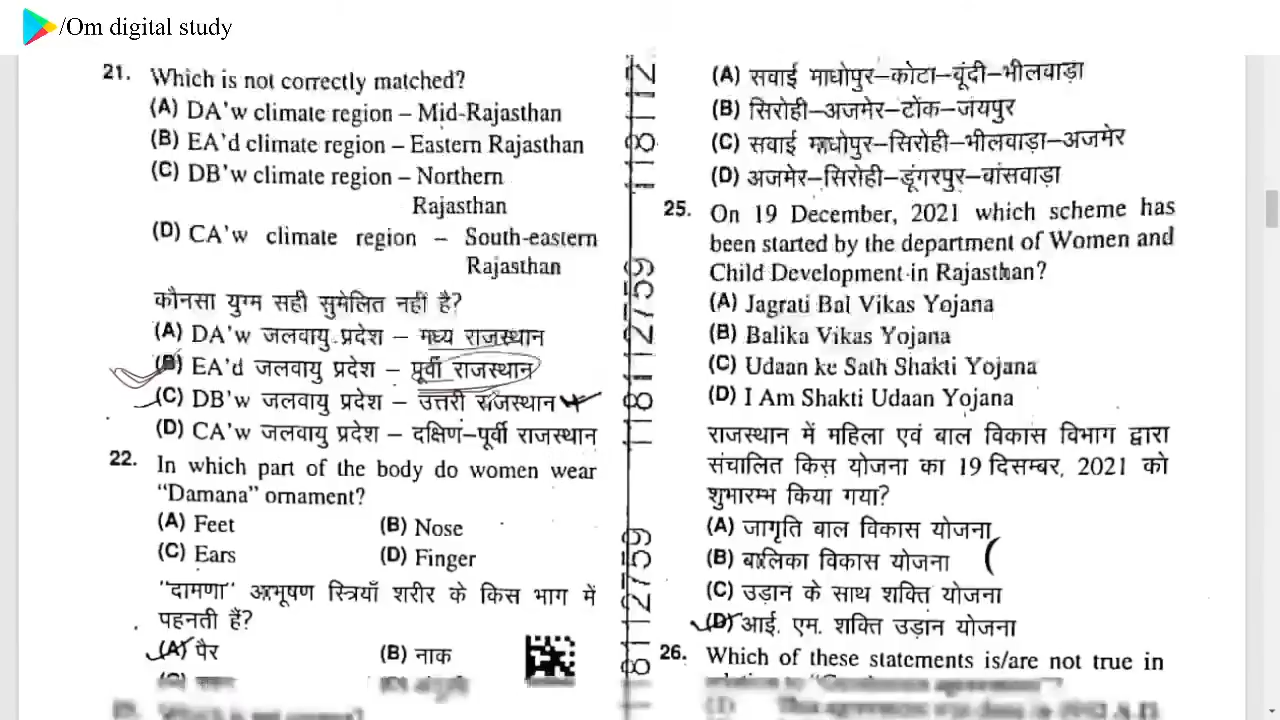 /Om digital study
21. Which is not correctly matched?
(A) DA'w climate region – Mid-Rajasthan
(B) EA'd climate region – Eastern Rajasthan
(C) DB'w climate region – Northern
Rajasthan
(D) CA'w climate region – South-eastern
Rajasthan
कौनसा युग्म सही सुमेलित नहीं है?
(A) DA'w जलवायु प्रदेश – मध्य राजस्थान
(B) EA'd जलवायु प्रदेश – पूर्वी राजस्थान
(C) DB'w जलवायु प्रदेश – उत्तरी राजस्थान
(D) CA'w जलवायु प्रदेश – दक्षिण-पूर्वी राजस्थान
22. In which part of the body do women wear
“Damana” ornament?
(A) Feet (B) Nose
(C) Ears (D) Finger
“दामणा” आभूषण स्त्रियाँ शरीर के किस भाग में
पहनती हैं?
(A) पैर (B) नाक
118112
118112759
118112759
(A) सवाई माधोपुर–कोटा–बूंदी–भीलवाड़ा
(B) सिरोही–अजमेर–टोंक–जयपुर
(C) सवाई माधोपुर–सिरोही–भीलवाड़ा–अजमेर
(D) अजमेर–सिरोही–डूंगरपुर–बांसवाड़ा
25. On 19 December, 2021 which scheme has
been started by the department of Women and
Child Development in Rajasthan?
(A) Jagrati Bal Vikas Yojana
(B) Balika Vikas Yojana
(C) Udaan ke Sath Shakti Yojana
(D) I Am Shakti Udaan Yojana
राजस्थान में महिला एवं बाल विकास विभाग द्वारा
संचालित किस योजना का 19 दिसम्बर, 2021 को
शुभारम्भ किया गया?
(A) जागृति बाल विकास योजना
(B) बालिका विकास योजना
(C) उड़ान के साथ शक्ति योजना
(D) आई. एम. शक्ति उड़ान योजना
26. Which of these statements is/are not true in